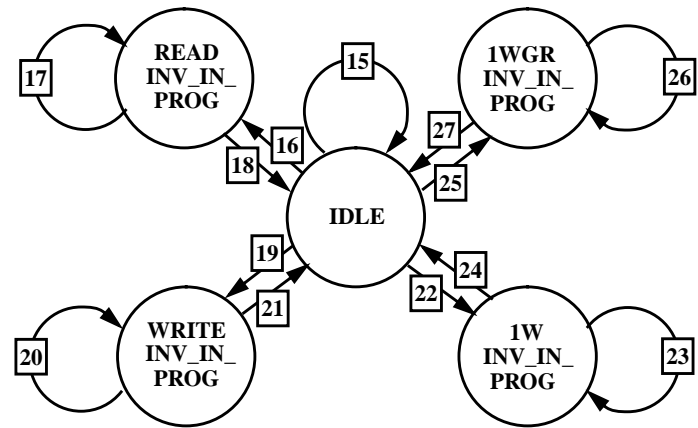 READ
INV_IN_
PROG
1WGR
INV_IN_
PROG
15
17
26
27
16
18
25
IDLE
19
24
22
21
WRITE
INV_IN_
PROG
1W
INV_IN_
PROG
20
23